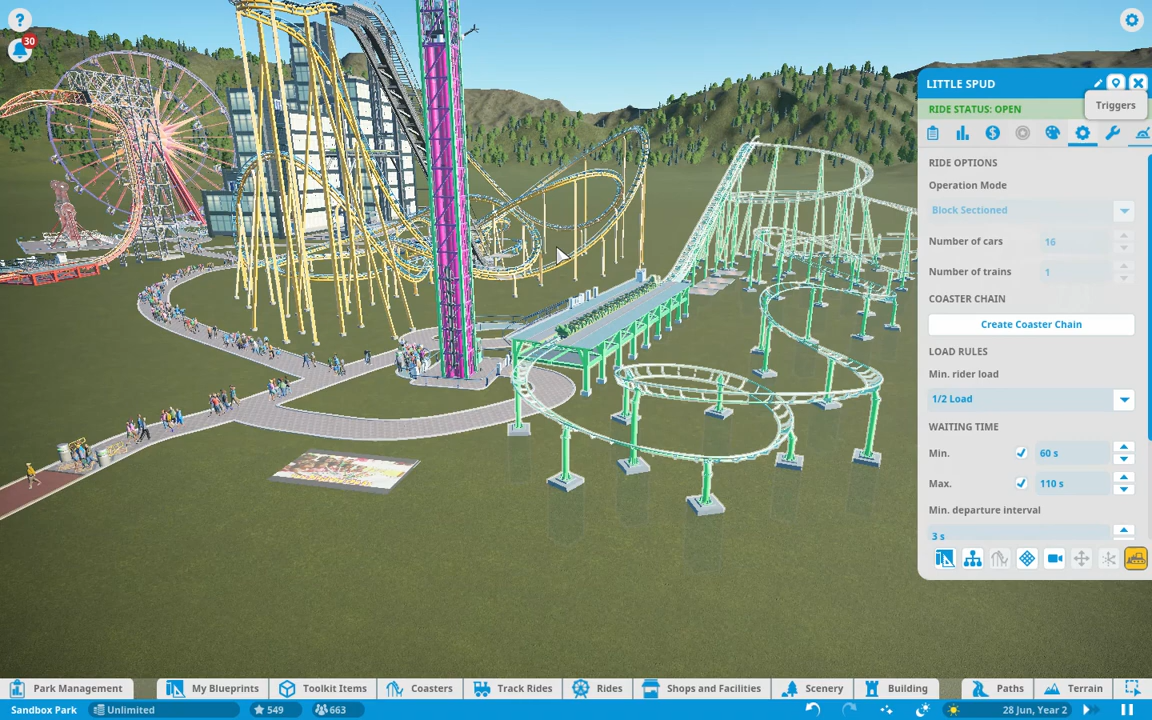 ?
30
LITTLE SPUD
Triggers
RIDE STATUS: OPEN
RIDE OPTIONS
Operation Mode
Block Sectioned
Number of cars 16
Number of trains 1
COASTER CHAIN
Create Coaster Chain
LOAD RULES
Min. rider load
1/2 Load
WAITING TIME
Min. 60 s
Max. 110 s
Min. departure interval
3 s
Park Management My Blueprints Toolkit Items Coasters Track Rides Rides Shops and Facilities Scenery Building Paths Terrain
Sandbox Park Unlimited 549 663 28 Jun, Year 2